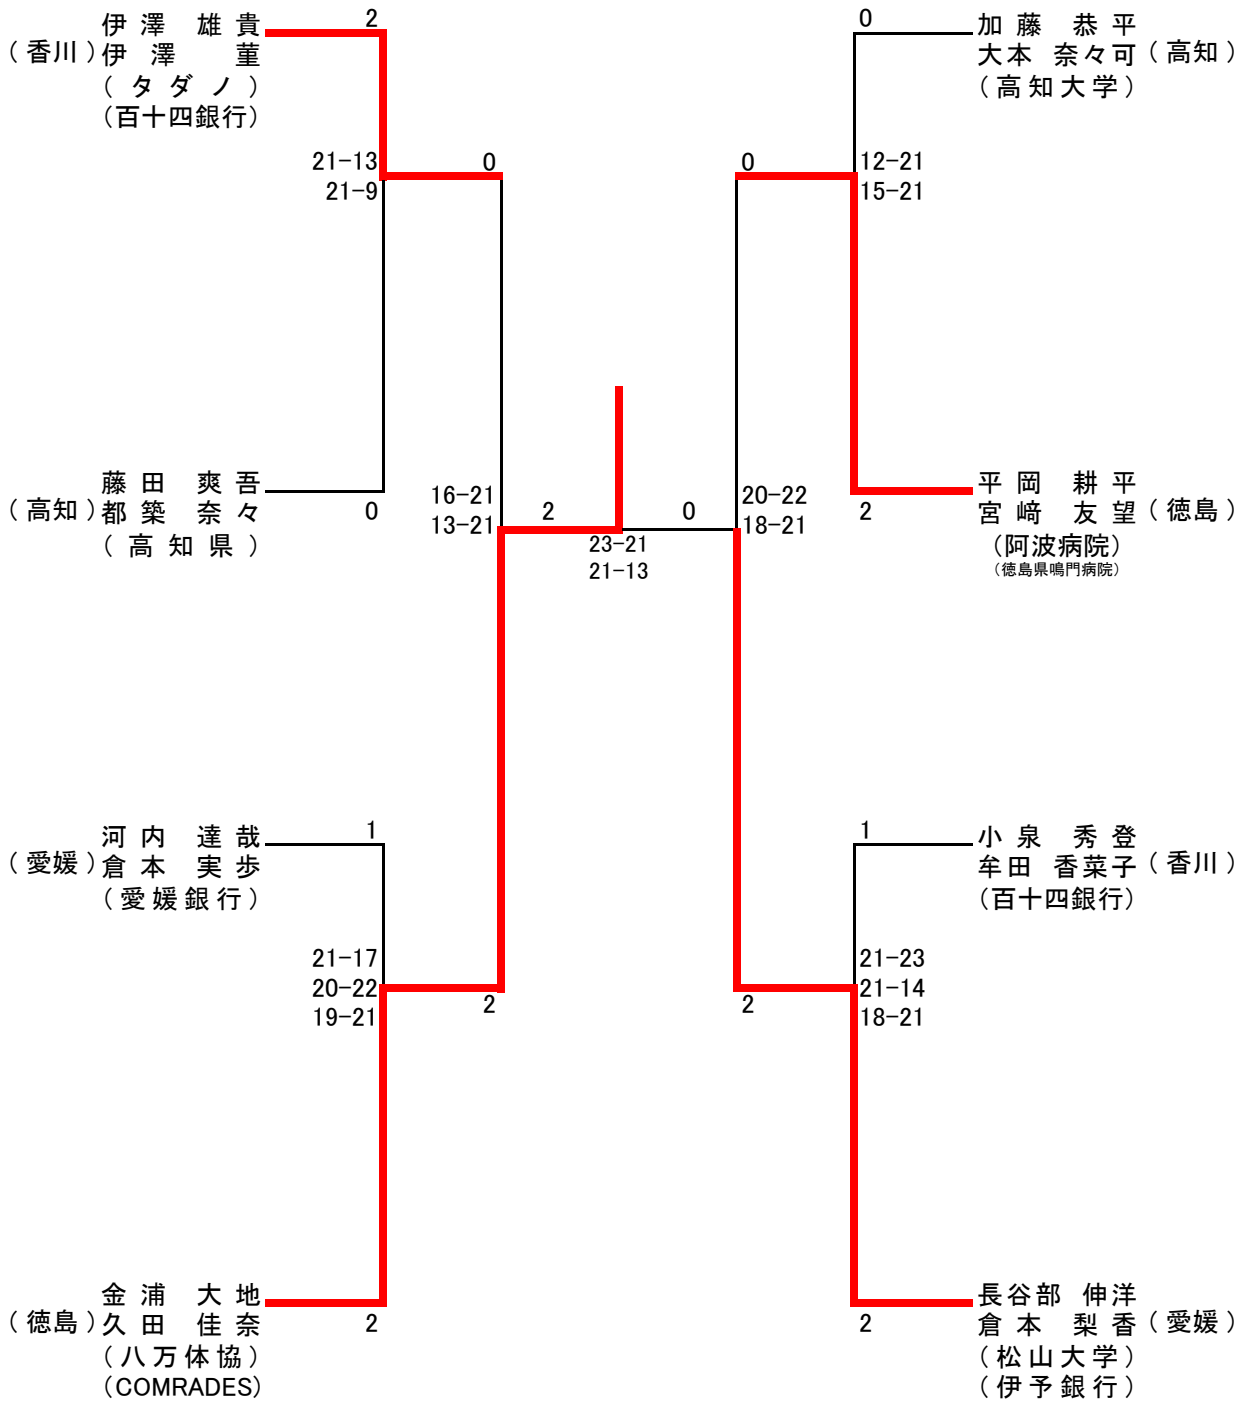 2
伊澤 雄貴
(香川)
伊澤 菫
(タダノ)
(百十四銀行)
21-13
21-9
0
藤田 爽吾
(高知)
都築 奈々
(高知県)
0
16-21
13-21
2
23-21
21-13
1
河内 達哉
(愛媛)
倉本 実歩
(愛媛銀行)
21-17
20-22
19-21
2
金浦 大地
(徳島)
久田 佳奈
2
(八万体協)
(COMRADES)
0
加藤 恭平
大本 奈々可
(高知)
(高知大学)
0
12-21
15-21
平岡 耕平
2
宮﨑 友望
(徳島)
(阿波病院)
(徳島県鳴門病院)
0
20-22
18-21
1
小泉 秀登
牟田 香菜子
(香川)
(百十四銀行)
21-23
21-14
18-21
2
長谷部 伸洋
2
倉本 梨香
(愛媛)
(松山大学)
(伊予銀行)